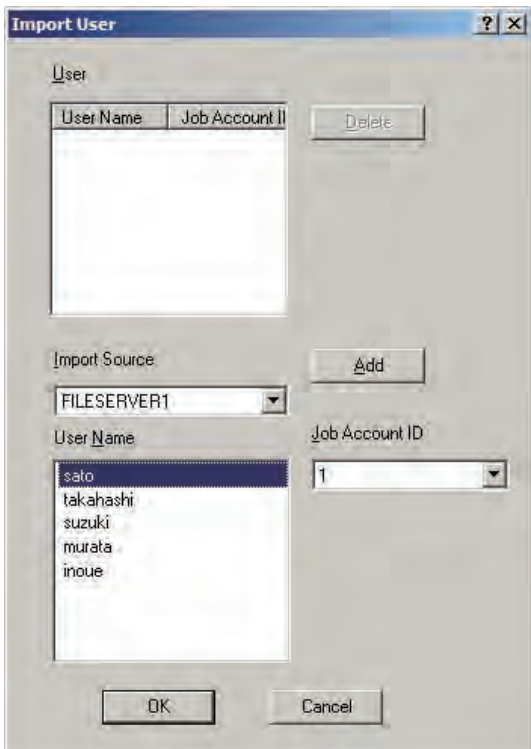 Import User
User
User Name Job Account II
Delete
Import Source
Add
FILESERVER1
User Name
Job Account ID
sato
1
takahashi
suzuki
murata
inoue
OK
Cancel